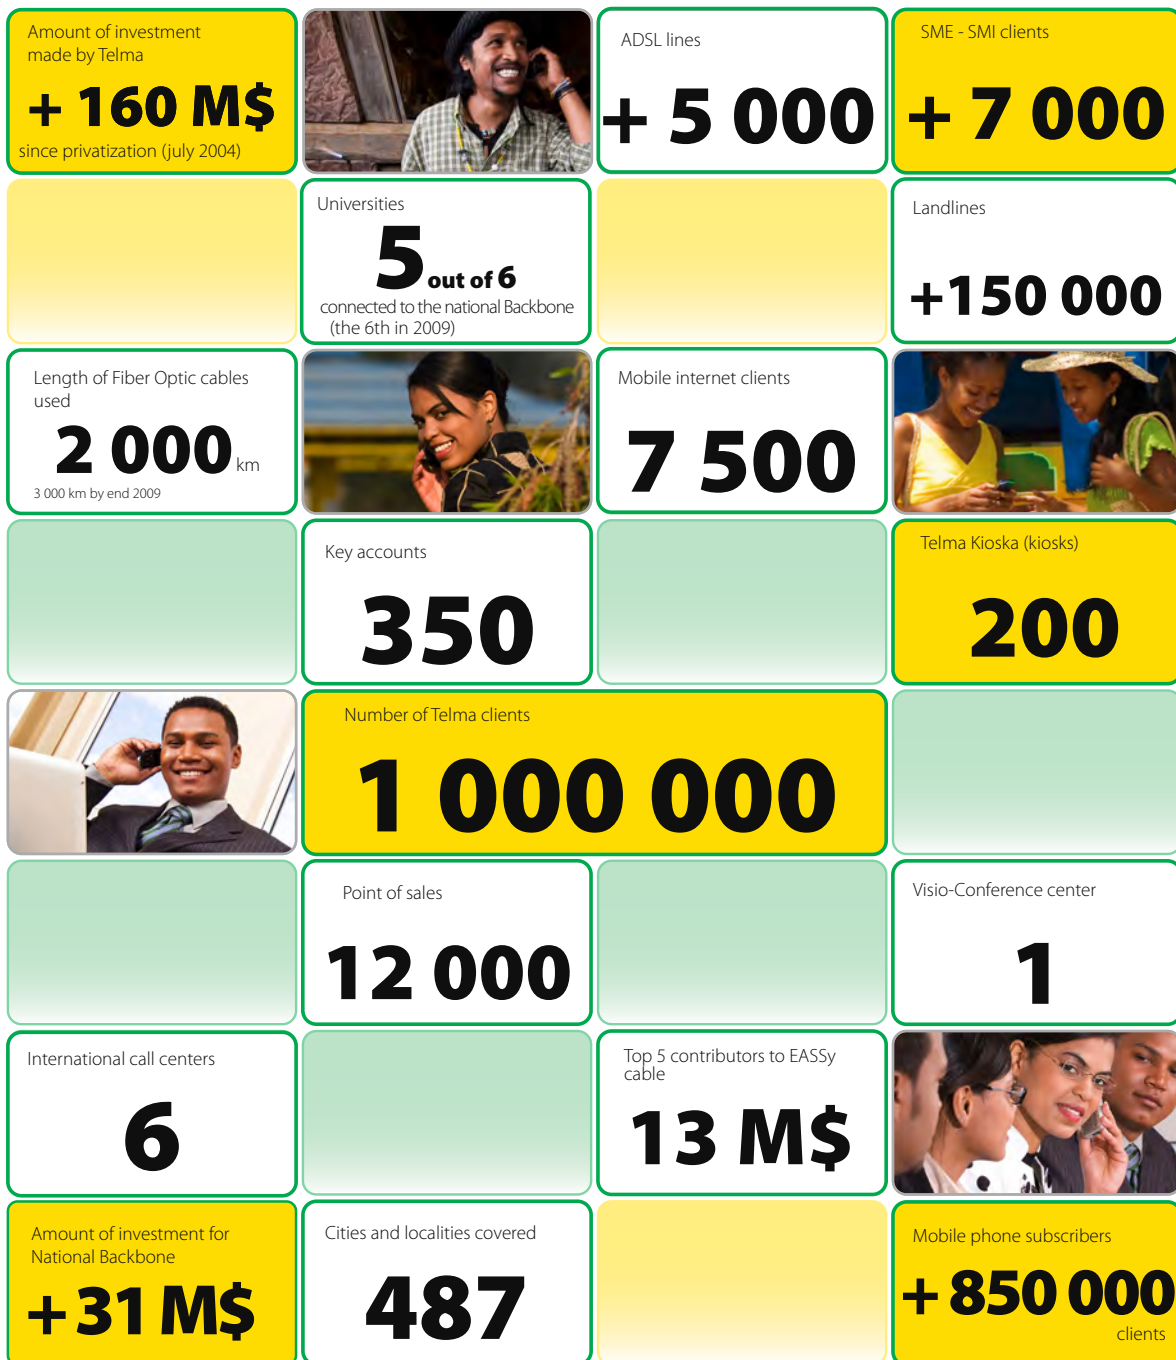 Amount of investment
made by Telma
+ 160 M$
since privatization (july 2004)
ADSL lines
+ 5 000
SME - SMI clients
+ 7 000
Universities
5 out of 6
connected to the national Backbone
(the 6th in 2009)
Landlines
+150 000
Length of Fiber Optic cables
used
2 000 km
3 000 km by end 2009
Mobile internet clients
7 500
Key accounts
350
Telma Kioska (kiosks)
200
Number of Telma clients
1 000 000
Point of sales
12 000
Visio-Conference center
1
International call centers
6
Top 5 contributors to EASSy
cable
13 M$
Amount of investment for
National Backbone
+ 31 M$
Cities and localities covered
487
Mobile phone subscribers
+ 850 000
clients